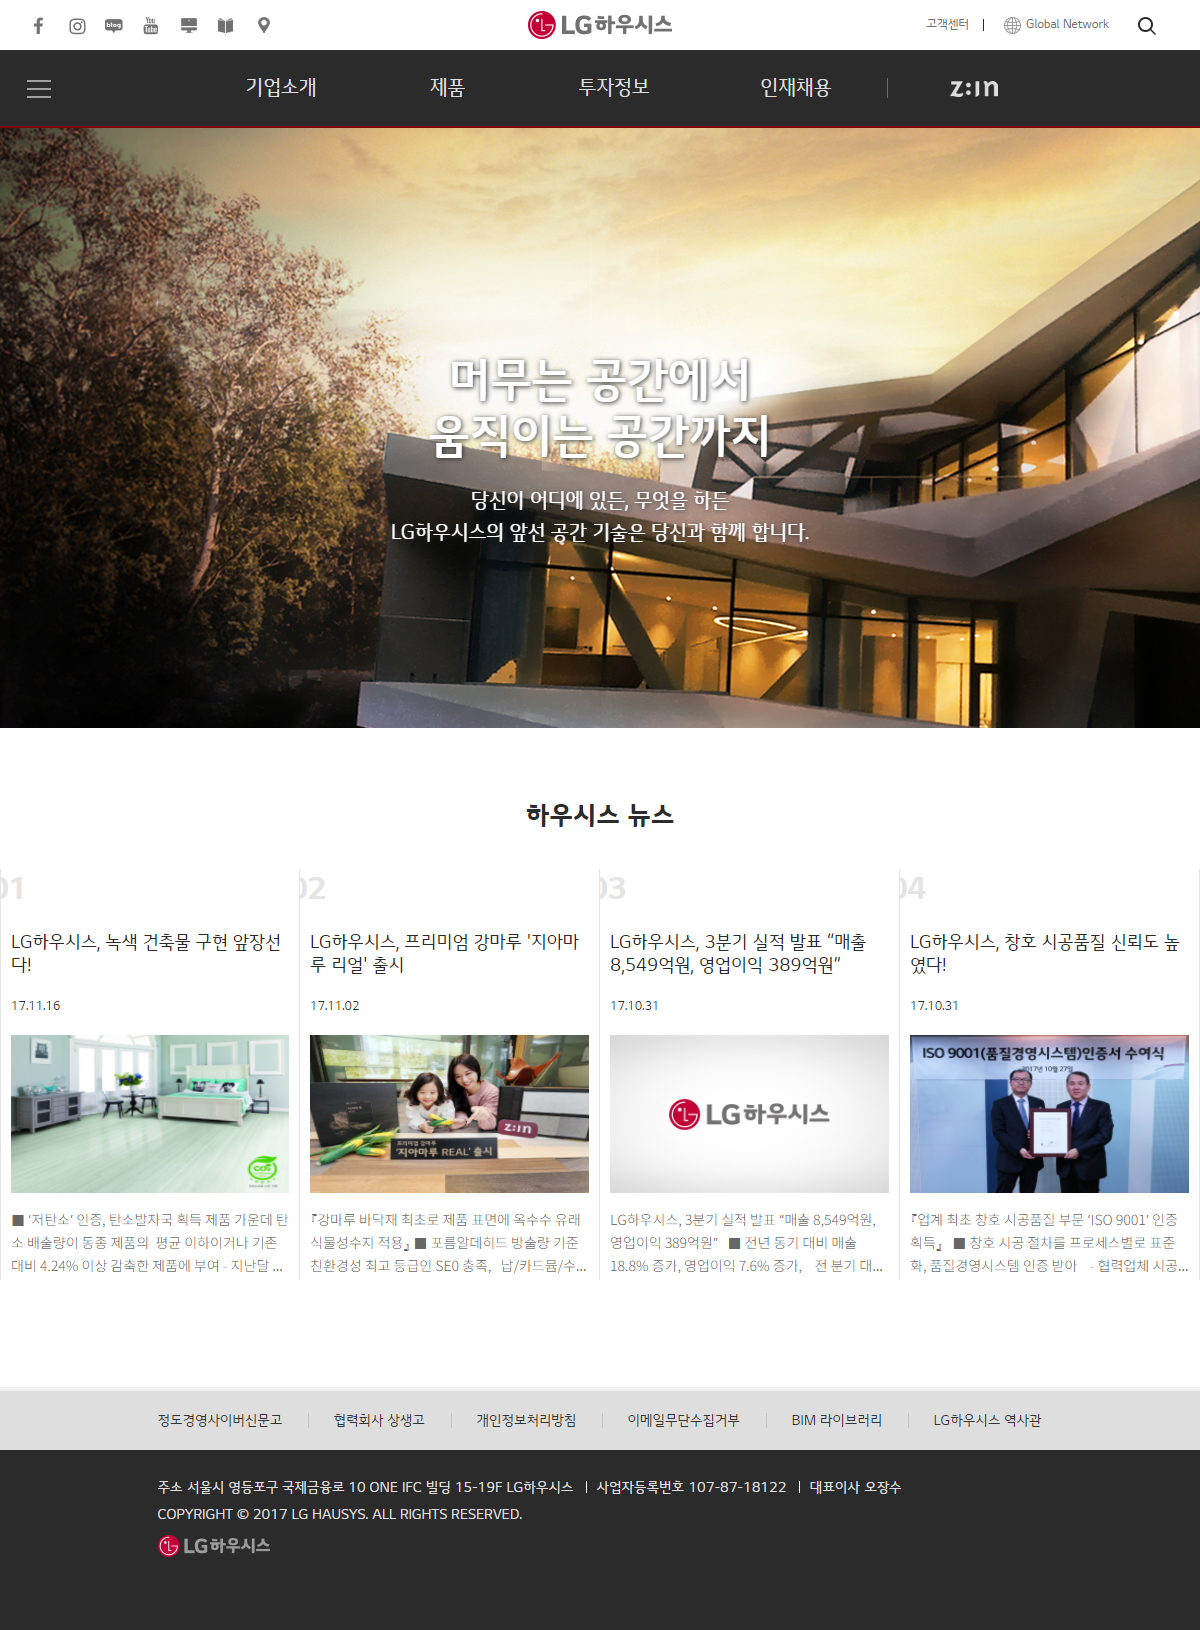 blog
You
Tube
LG하우시스
고객센터
Global Network
기업소개
제품
투자정보
인재채용
z:in
머무는 공간에서
움직이는 공간까지
당신이 어디에 있든, 무엇을 하든
LG하우시스의 앞선 공간 기술은 당신과 함께 합니다.
하우시스 뉴스
01
LG하우시스, 녹색 건축물 구현 앞장선
다!
17.11.16
■ ‘저탄소’ 인증, 탄소발자국 획득 제품 가운데 탄
소 배출량이 동종 제품의 평균 이하이거나 기존
대비 4.24% 이상 감축한 제품에 부여 - 지난달 ...
02
LG하우시스, 프리미엄 강마루 '지아마
루 리얼' 출시
17.11.02
z:in
프리미엄 강마루
'지아마루 REAL' 출시
『강마루 바닥재 최초로 제품 표면에 옥수수 유래
식물성수지 적용』 ■ 포름알데히드 방출량 기준
친환경성 최고 등급인 SE0 충족, 납/카드뮴/수...
03
LG하우시스, 3분기 실적 발표 “매출
8,549억원, 영업이익 389억원”
17.10.31
LG하우시스
LG하우시스, 3분기 실적 발표 “매출 8,549억원,
영업이익 389억원” ■ 전년 동기 대비 매출
18.8% 증가, 영업이익 7.6% 증가, 전 분기 대...
04
LG하우시스, 창호 시공품질 신뢰도 높
였다!
17.10.31
ISO 9001(품질경영시스템)인증서 수여식
2017년 10월 27일
『업계 최초 창호 시공품질 부문 ‘ISO 9001’ 인증
획득』 ■ 창호 시공 절차를 프로세스별로 표준
화, 품질경영시스템 인증 받아 - 협력업체 시공...
정도경영사이버신문고
협력회사 상생고
개인정보처리방침
이메일무단수집거부
BIM 라이브러리
LG하우시스 역사관
주소 서울시 영등포구 국제금융로 10 ONE IFC 빌딩 15-19F LG하우시스 | 사업자등록번호 107-87-18122 | 대표이사 오장수
COPYRIGHT © 2017 LG HAUSYS. ALL RIGHTS RESERVED.
LG하우시스